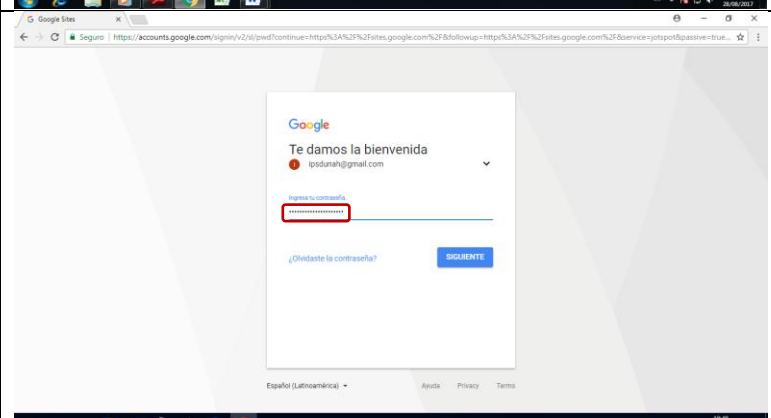 28/08/2017
Google Sites
Seguro | https://accounts.google.com/signin/v2/sl/pwd?continue=https%3A%2F%2Fsites.google.com%2F&followup=https%3A%2F%2Fsites.google.com%2F&service=jotspot&passive=true...
Google
Te damos la bienvenida
ipsdunah@gmail.com
Ingresa tu contraseña
¿Olvidaste la contraseña?
SIGUIENTE
Español (Latinoamérica)
Ayuda Privacy Terms